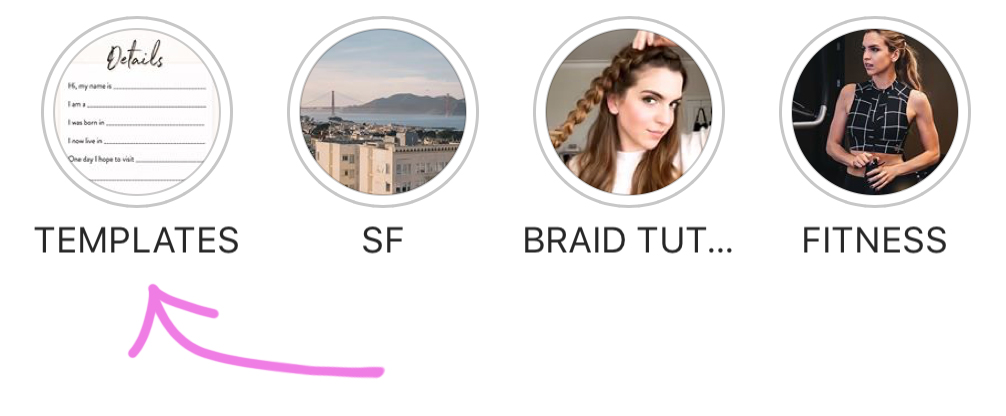 Details
Hi, my name is
I am a
I was born in
I now live in
One day I hope to visit
TEMPLATES
SF
BRAID TUT...
FITNESS